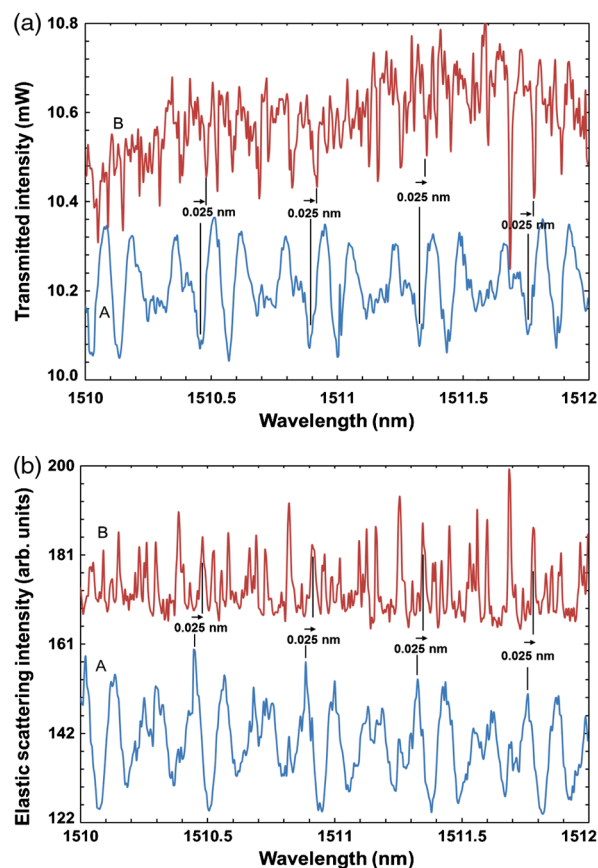 (a)
10.8
10.6
10.4
10.2
10.0
Transmitted intensity (mW)
B
0.025 nm
0.025 nm
0.025 nm
0.025 nm
A
1510 1510.5 1511 1511.5 1512
Wavelength (nm)
(b)
200
181
161
142
122
Elastic scattering intensity (arb. units)
B
0.025 nm
0.025 nm
0.025 nm
0.025 nm
A
1510 1510.5 1511 1511.5 1512
Wavelength (nm)